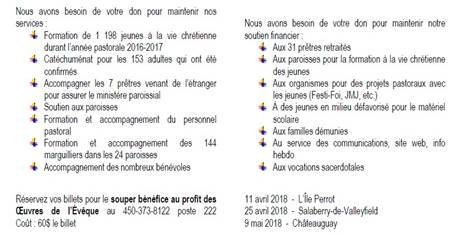 Nous avons besoin de votre don pour maintenir nos
services :
Formation de 1 198 jeunes à la vie chrétienne
durant l'année pastorale 2016-2017
Catéchuménat pour les 153 adultes qui ont été
confirmés
Accompagner les 7 prêtres venant de l'étranger
pour assurer le ministère paroissial
Soutien aux paroisses
Formation et accompagnement du personnel
pastoral
Formation et accompagnement des 144
marguilliers dans les 24 paroisses
Accompagnement des nombreux bénévoles
Réservez vos billets pour le souper bénéfice au profit des
Œuvres de l'Évêque au 450-373-8122 poste 222
Coût : 60$ le billet
Nous avons besoin de votre don pour maintenir notre
soutien financier :
Aux 31 prêtres retraités
Aux paroisses pour la formation à la vie chrétienne
des jeunes
Aux organismes pour des projets pastoraux avec
les jeunes (Festi-Foi, JMJ, etc.)
À des jeunes en milieu défavorisé pour le matériel
scolaire
Aux familles démunies
Au service des communications, site web, info
hebdo
Aux vocations sacerdotales
11 avril 2018 - L'Île Perrot
25 avril 2018 - Salaberry-de-Valleyfield
9 mai 2018 - Châteauguay